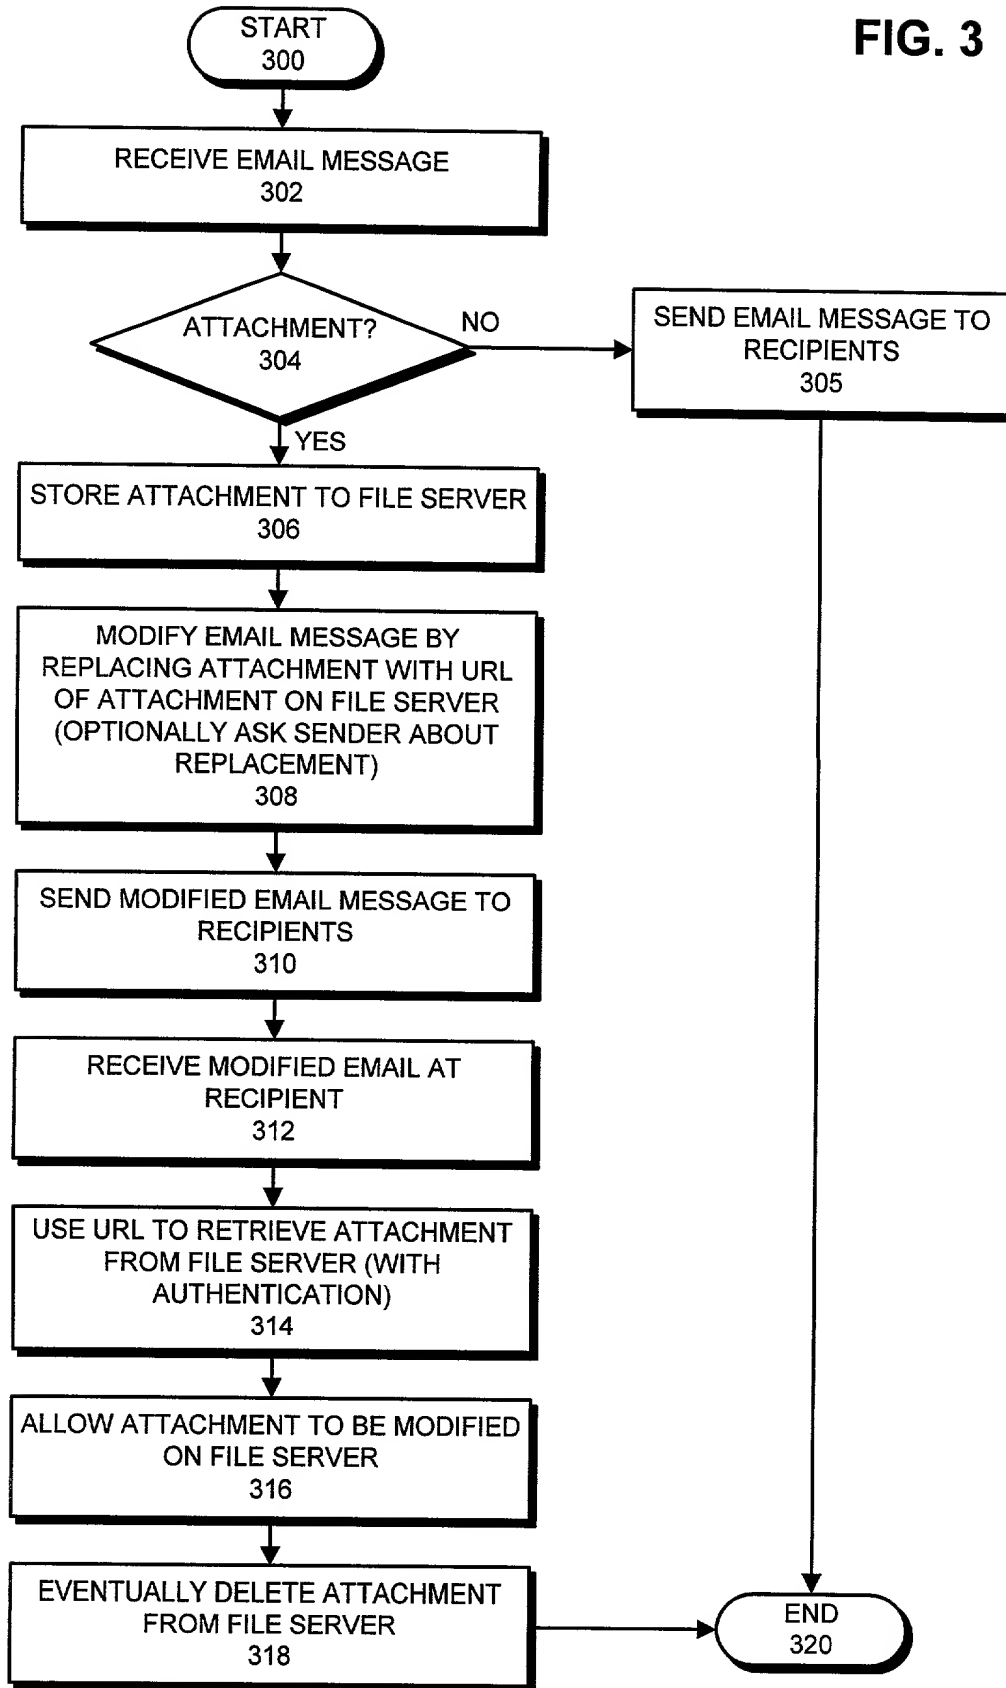 FIG. 3
START
300
RECEIVE EMAIL MESSAGE
302
ATTACHMENT?
304
NO
SEND EMAIL MESSAGE TO
RECIPIENTS
305
YES
STORE ATTACHMENT TO FILE SERVER
306
MODIFY EMAIL MESSAGE BY
REPLACING ATTACHMENT WITH URL
OF ATTACHMENT ON FILE SERVER
(OPTIONALLY ASK SENDER ABOUT
REPLACEMENT)
308
SEND MODIFIED EMAIL MESSAGE TO
RECIPIENTS
310
RECEIVE MODIFIED EMAIL AT
RECIPIENT
312
USE URL TO RETRIEVE ATTACHMENT
FROM FILE SERVER (WITH
AUTHENTICATION)
314
ALLOW ATTACHMENT TO BE MODIFIED
ON FILE SERVER
316
EVENTUALLY DELETE ATTACHMENT
FROM FILE SERVER
318
END
320